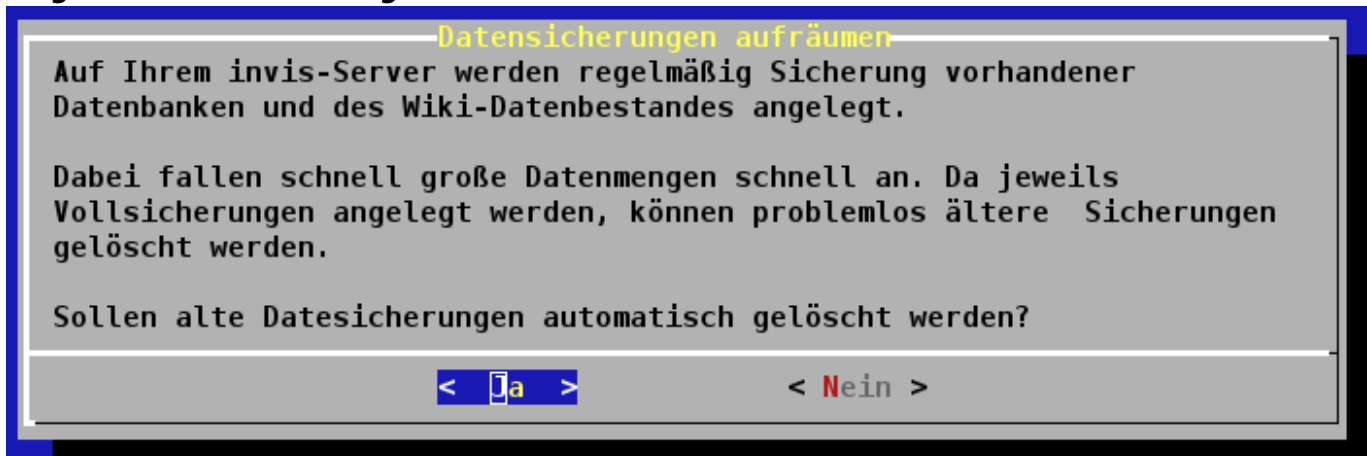 Datensicherungen aufräumen
Auf Ihrem invis-Server werden regelmäßig Sicherung vorhandener
Datenbanken und des Wiki-Datenbestandes angelegt.
Dabei fallen schnell große Datenmengen schnell an. Da jeweils
Vollsicherungen angelegt werden, können problemlos ältere  Sicherungen
gelöscht werden.
Sollen alte Datesicherungen automatisch gelöscht werden?
<  Ja  > < Nein >